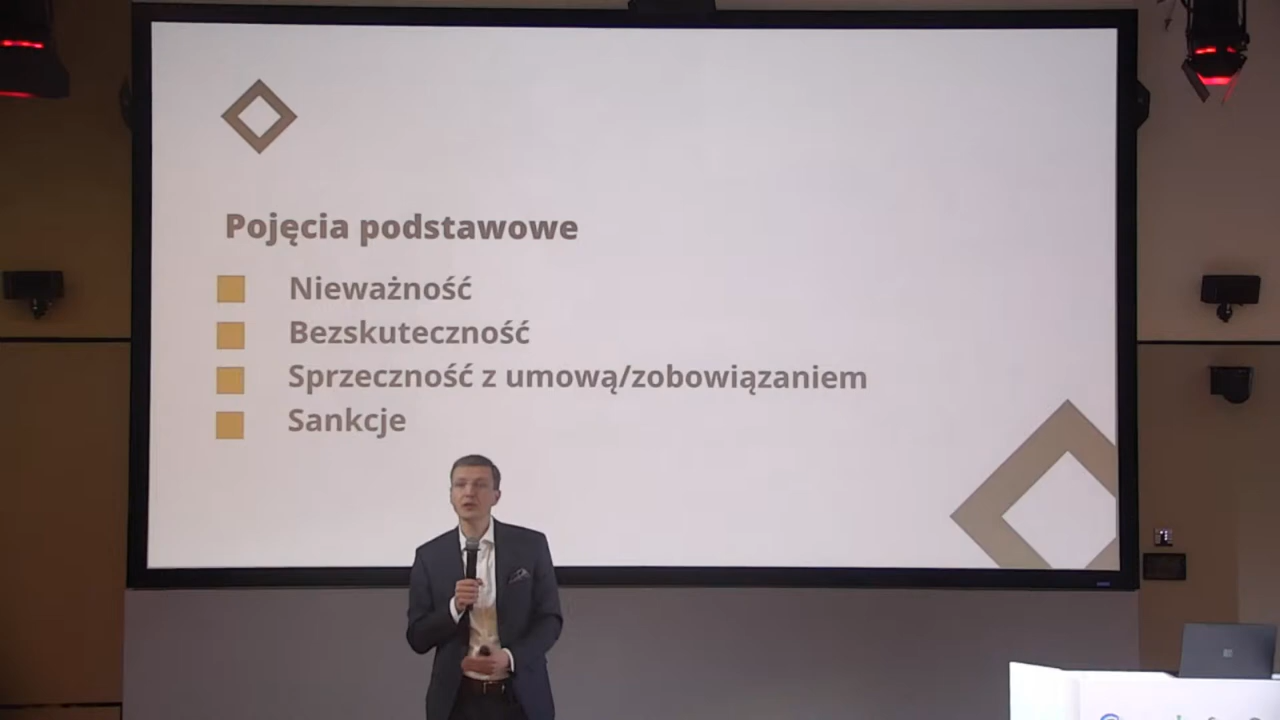 Pojęcia podstawowe
Nieważność
Bezskuteczność
Sprzeczność z umową/zobowiązaniem
Sankcje